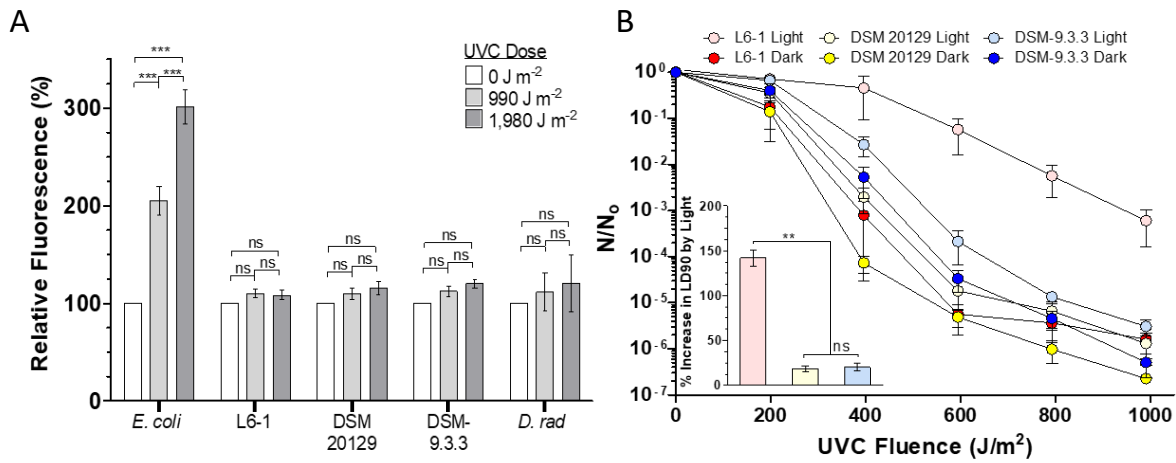 A
Relative Fluorescence (%)
300
200
100
0
***
***
***
ns
ns
ns
ns
ns
ns
ns
ns
ns
ns
ns
ns
UVC Dose
0 J m⁻²
990 J m⁻²
1,980 J m⁻²
E. coli
L6-1
DSM
20129
DSM-
9.3.3
D. rad
B
L6-1 Light
DSM 20129 Light
DSM-9.3.3 Light
L6-1 Dark
DSM 20129 Dark
DSM-9.3.3 Dark
N/Nₒ
10⁰
10⁻¹
10⁻²
10⁻³
10⁻⁴
10⁻⁵
10⁻⁶
10⁻⁷
% Increase in LD90 by Light
200
150
100
50
0
**
ns
0
200
400
600
800
1000
UVC Fluence (J/m²)